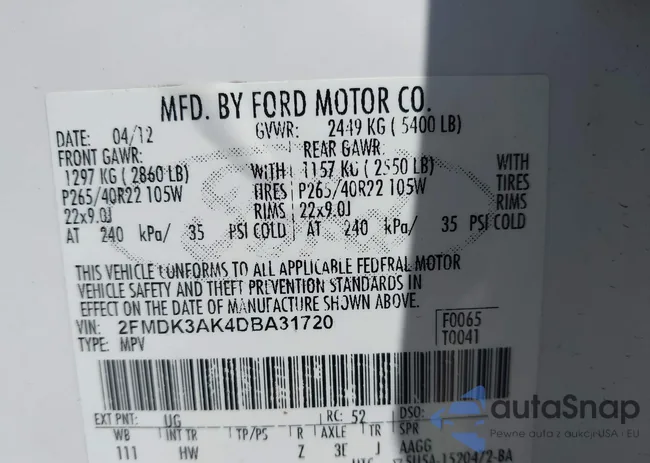 MFD. BY FORD MOTOR CO.
DATE: 04/12 GVWR: 2449 KG ( 5400 LB)
FRONT GAWR: REAR GAWR:
1297 KG ( 2860 LB) WITH 1157 KG ( 2550 LB) WITH
P265/40R22 105W TIRES P265/40R22 105W TIRES
22x9.0J RIMS 22x9.0J RIMS
AT 240 kPa/ 35 PSI COLD AT 240 kPa/ 35 PSI COLD
THIS VEHICLE CONFORMS TO ALL APPLICABLE FEDERAL MOTOR
VEHICLE SAFETY AND THEFT PREVENTION STANDARDS IN
EFFECT ON THE DATE OF MANUFACTURE SHOWN ABOVE.
VIN: 2FMDK3AK4DBA31720 F0065
TYPE: MPV T0041
EXT PNT: UG RC: 52 DSO:
WB INT TR TP/PS R AXLE TR SPR
111 HW Z 3E J AAGG
autaSnap
Pewne auta z aukcji USA i EU